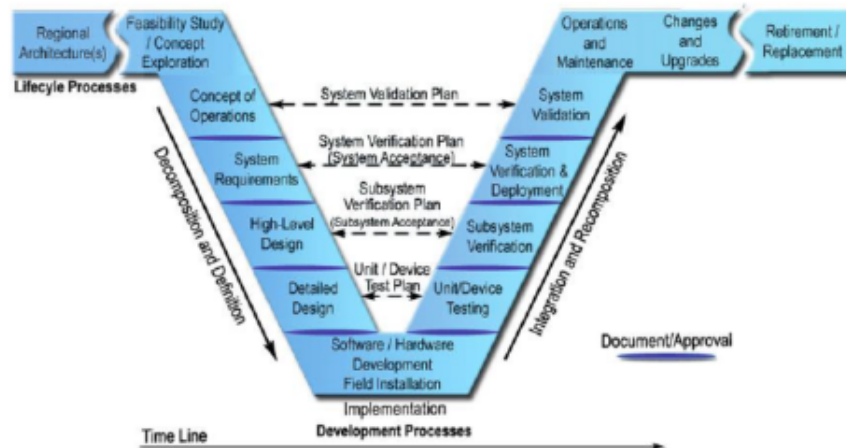 Regional
Architecture(s)
Feasibility Study
/ Concept
Exploration
Operations
and
Maintenance
Changes
and
Upgrades
Retirement /
Replacement
Lifecyle Processes
Concept of
Operations
System Validation Plan
System
Validation
System Verification Plan
(System Acceptance)
System
Requirements
System
Verification &
Deployment
Subsystem
Verification Plan
(Subsystem Acceptance)
High-Level
Design
Subsystem
Verification
Unit / Device
Test Plan
Detailed
Design
Unit/Device
Testing
Decomposition and Definition
Integration and Recomposition
Software / Hardware
Development
Field Installation
Document/Approval
Implementation
Time Line
Development Processes